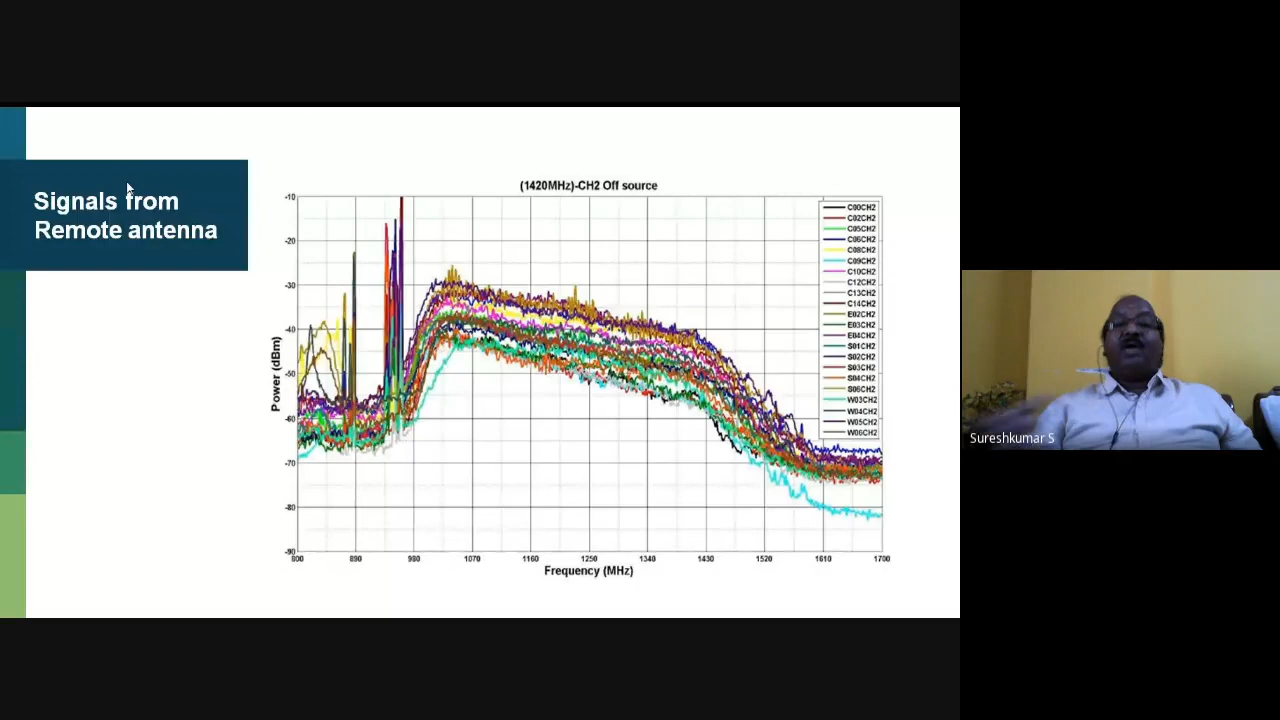 Signals from
Remote antenna
(1420MHz)-CH2 Off source
Power (dBm)
-10
-20
-30
-40
-50
-60
-70
-80
-90
800
890
980
1070
1160
1250
1340
1430
1520
1610
1700
Frequency (MHz)
C00CH2
C02CH2
C05CH2
C06CH2
C08CH2
C09CH2
C10CH2
C12CH2
C13CH2
C14CH2
E02CH2
E03CH2
E04CH2
S01CH2
S02CH2
S03CH2
S04CH2
S06CH2
W03CH2
W04CH2
W05CH2
W06CH2
Sureshkumar S